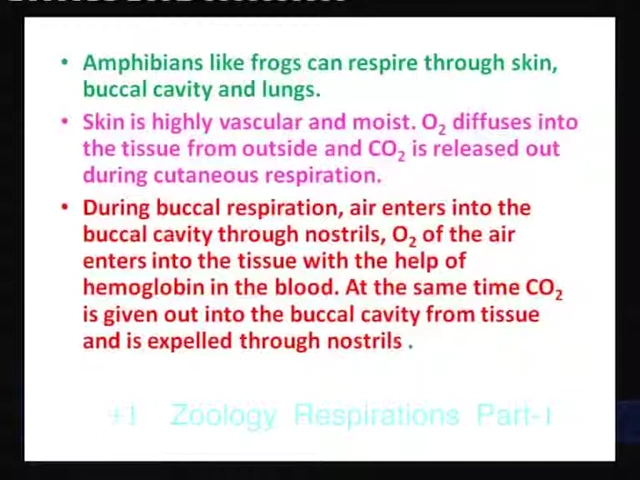 • Amphibians like frogs can respire through skin,
buccal cavity and lungs.
• Skin is highly vascular and moist. O₂ diffuses into
the tissue from outside and CO₂ is released out
during cutaneous respiration.
• During buccal respiration, air enters into the
buccal cavity through nostrils, O₂ of the air
enters into the tissue with the help of
hemoglobin in the blood. At the same time CO₂
is given out into the buccal cavity from tissue
and is expelled through nostrils .
+1 Zoology Respirations Part-1